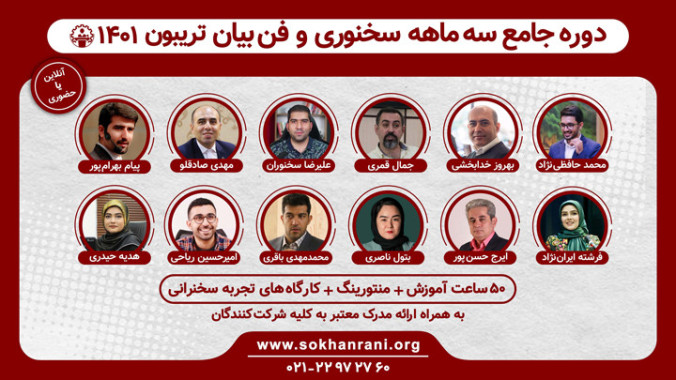 دوره جامع سه ماهه سخنوری و فن بیان تریبون ۱۴۰۱
آنلاین
یا
حضوری
محمد حافظی‌نژاد
بهروز خدابخشی
جمال قمری
علیرضا سخنوران
مهدی صادقلو
پیام بهرام‌پور
فرشته ایران‌نژاد
ایرج حسن‌پور
بتول ناصری
محمدمهدی باقری
امیرحسین ریاحی
هدیه حیدری
۵۰ ساعت آموزش + منتورینگ + کارگاه‌های تجربه سخنرانی
به همراه ارائه مدرک معتبر به کلیه شرکت‌کنندگان
www.sokhanrani.org
۰۲۱-۲۲ ۹۷ ۲۷ ۶۰